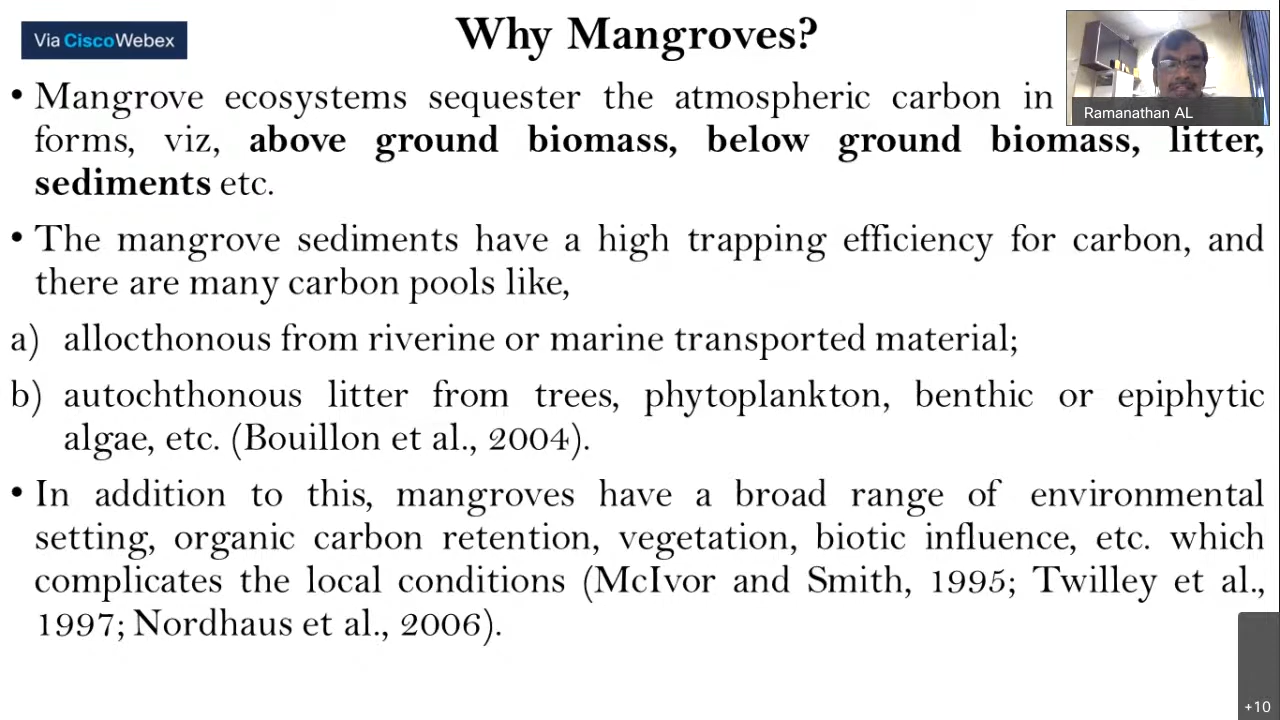 Via CiscoWebex
Why Mangroves?
Ramanathan AL
• Mangrove ecosystems sequester the atmospheric carbon in
forms, viz, above ground biomass, below ground biomass, litter,
sediments etc.
• The mangrove sediments have a high trapping efficiency for carbon, and
there are many carbon pools like,
a) allocthonous from riverine or marine transported material;
b) autochthonous litter from trees, phytoplankton, benthic or epiphytic
algae, etc. (Bouillon et al., 2004).
• In addition to this, mangroves have a broad range of environmental
setting, organic carbon retention, vegetation, biotic influence, etc. which
complicates the local conditions (McIvor and Smith, 1995; Twilley et al.,
1997; Nordhaus et al., 2006).
+10